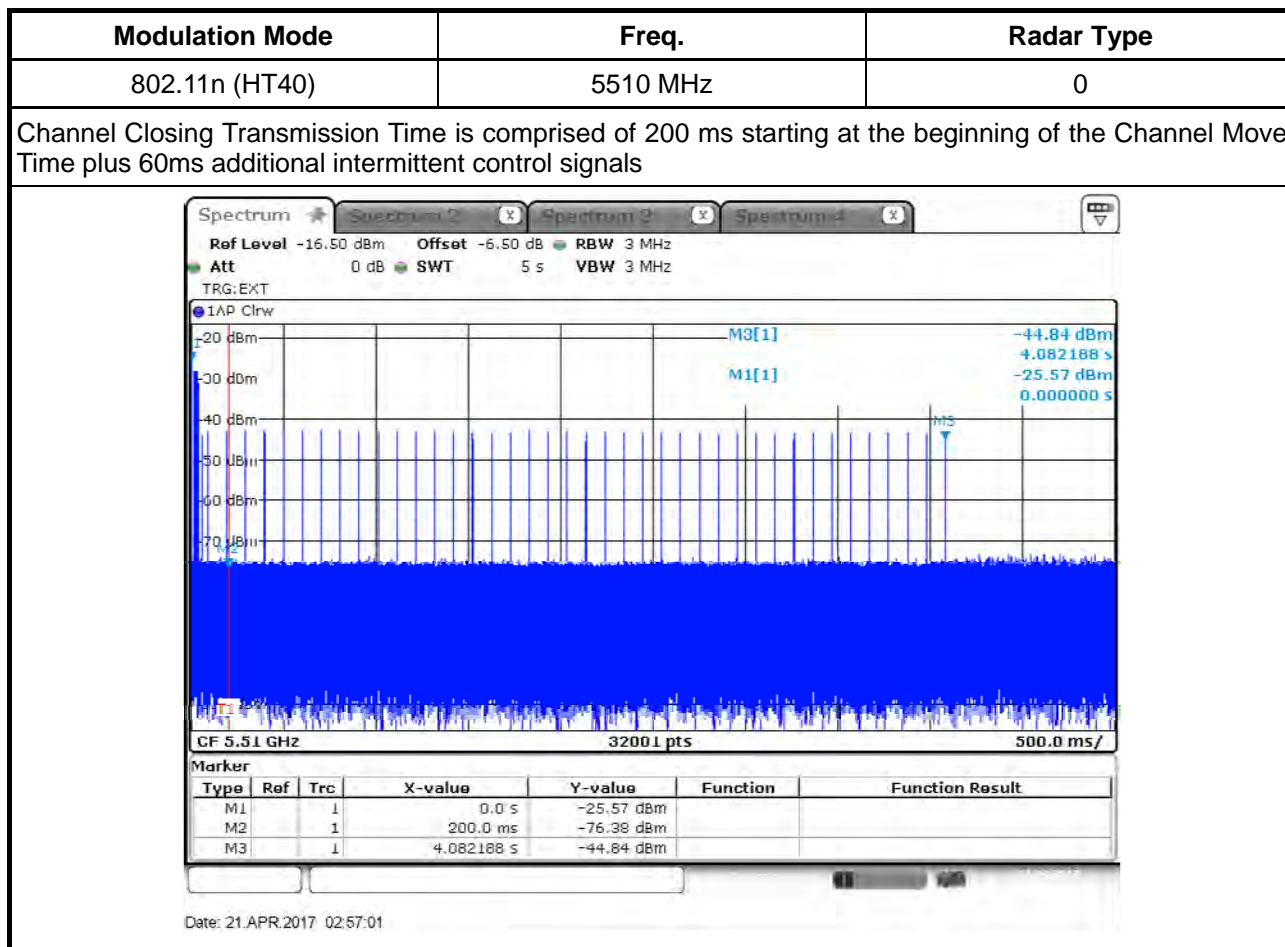 Modulation Mode Freq. Radar Type
802.11n (HT40) 5510 MHz 0
Channel Closing Transmission Time is comprised of 200 ms starting at the beginning of the Channel Move
Time plus 60ms additional intermittent control signals
Spectrum Spectrum 2 X Spectrum 3 X Spectrum 4 X
Ref Level -16.50 dBm Offset -6.50 dB RBW 3 MHz
Att 0 dB SWT 5 s VBW 3 MHz
TRG:EXT
1AP Clrw
-20 dBm M3[1] -44.84 dBm
4.082188 s
-30 dBm M1[1] -25.57 dBm
0.000000 s
-40 dBm M3
-50 dBm
-60 dBm
-70 dBm
M2
T1
CF 5.51 GHz 32001 pts 500.0 ms/
Marker
Type Ref Trc X-value Y-value Function Function Result
M1 1 0.0 s -25.57 dBm
M2 1 200.0 ms -76.38 dBm
M3 1 4.082188 s -44.84 dBm
Date: 21.APR.2017 02:57:01